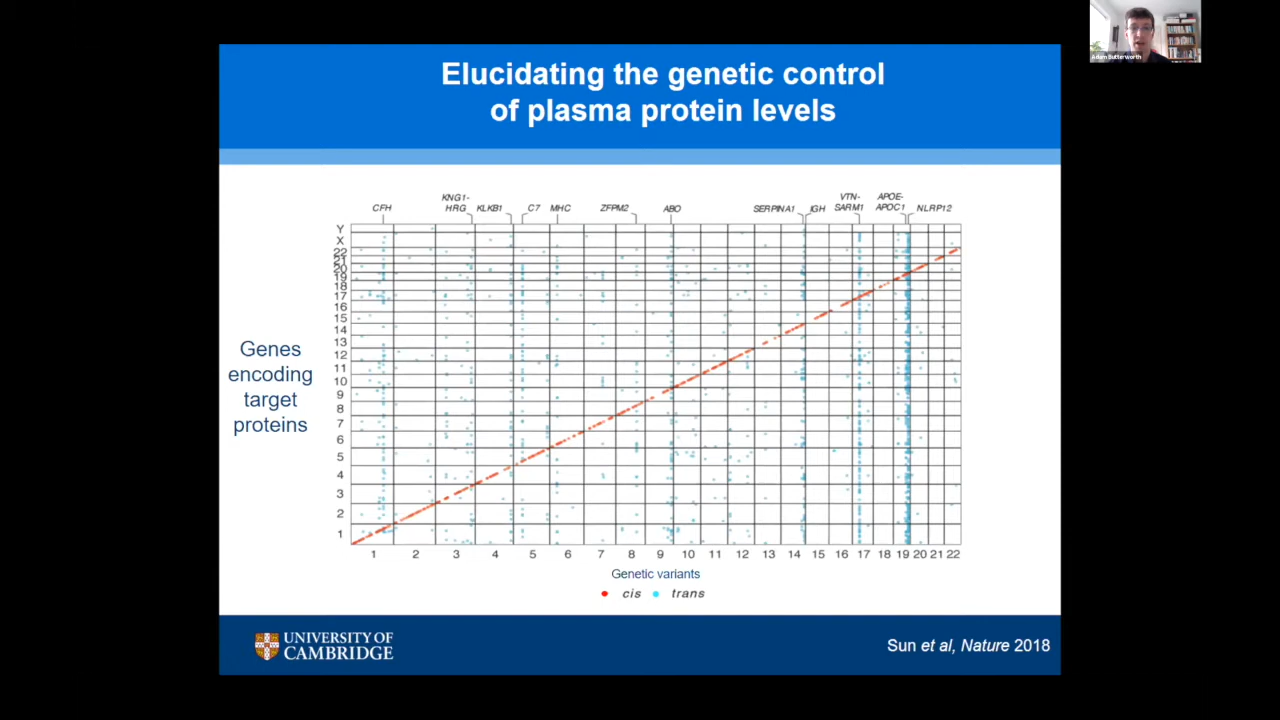 Adam Butterworth
Elucidating the genetic control
of plasma protein levels
CFH
KNG1-
HRG
KLKB1
C7
MHC
ZFPM2
ABO
SERPINA1
IGH
VTN-
SARM1
APOE-
APOC1
NLRP12
Y
X
22
21
20
19
18
17
16
15
14
13
12
11
10
9
8
7
6
5
4
3
2
1
Genes
encoding
target
proteins
1 2 3 4 5 6 7 8 9 10 11 12 13 14 15 16 17 18 19 20 21 22
Genetic variants
cis trans
UNIVERSITY OF
CAMBRIDGE
Sun et al, Nature 2018